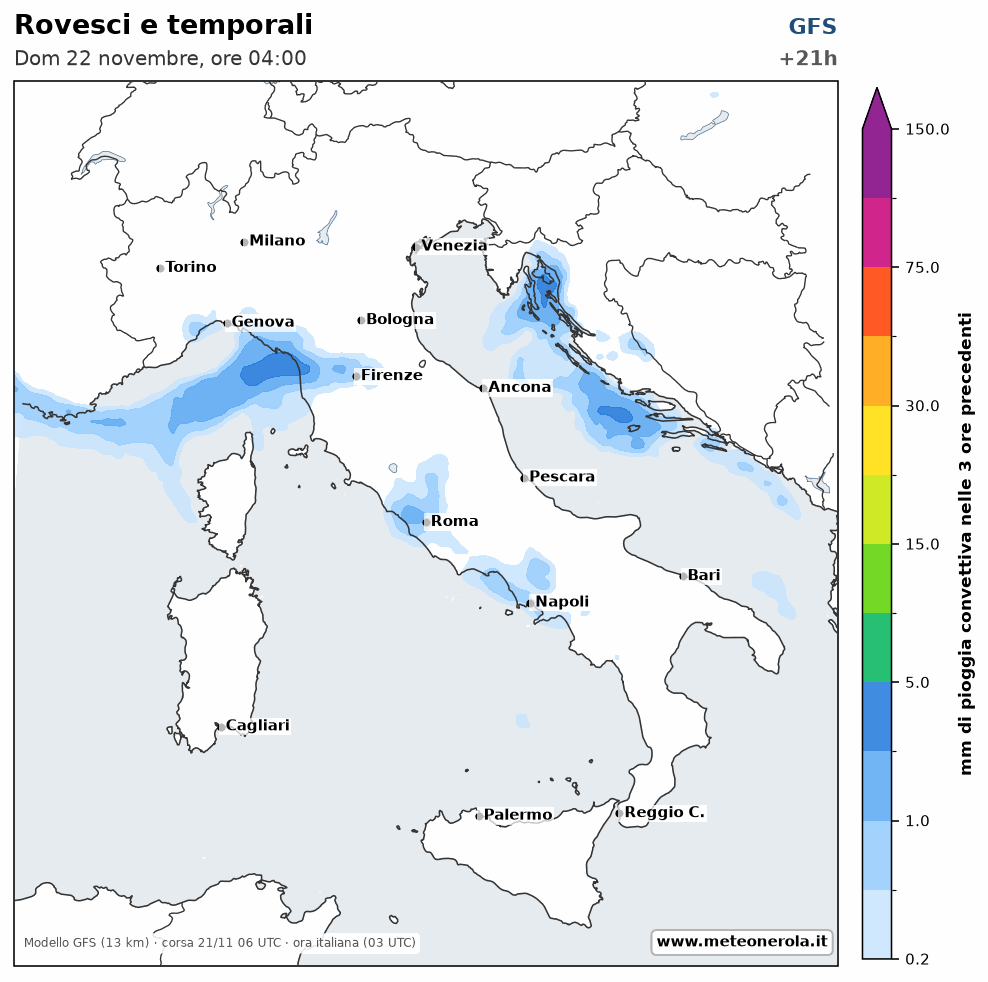 Rovesci e temporali
GFS
Dom 22 novembre, ore 04:00
+21h
150.0
75.0
30.0
15.0
5.0
1.0
0.2
mm di pioggia convettiva nelle 3 ore precedenti
Milano
Venezia
Torino
Genova
Bologna
Firenze
Ancona
Pescara
Roma
Bari
Napoli
Cagliari
Palermo
Reggio C.
Modello GFS (13 km) · corsa 21/11 06 UTC · ora italiana (03 UTC)
www.meteonerola.it